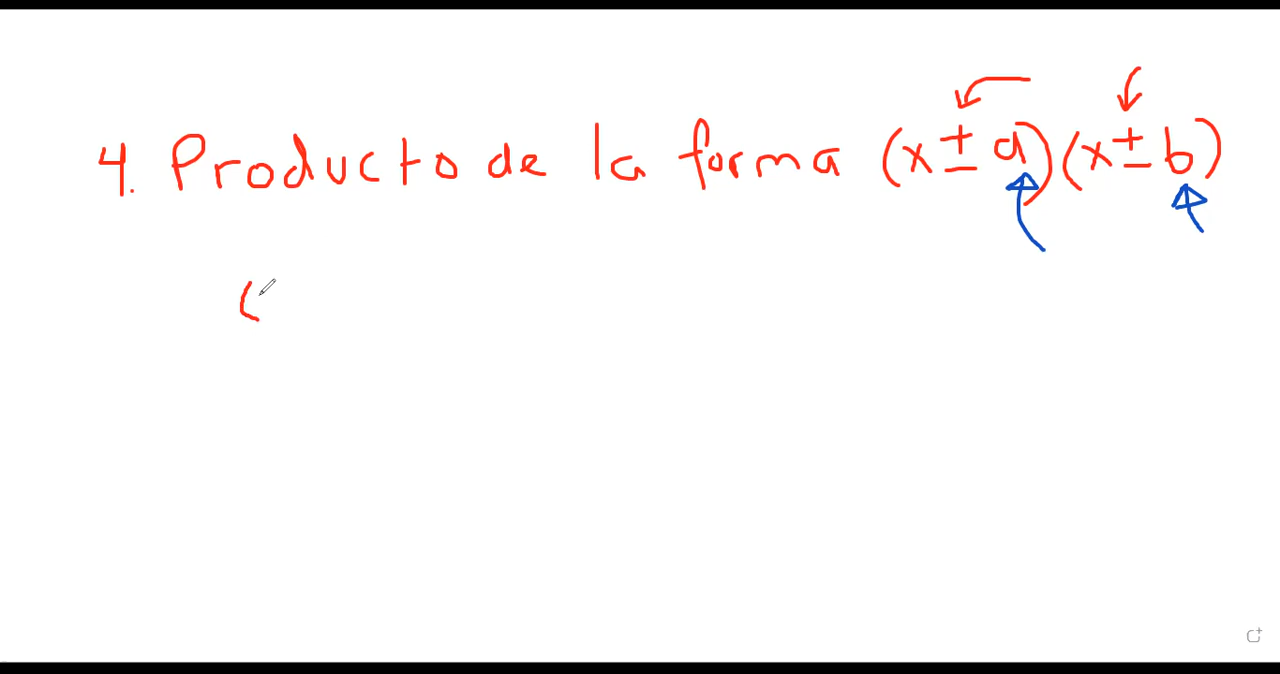 4. Producto de la forma (x ± a)(x ± b)
(